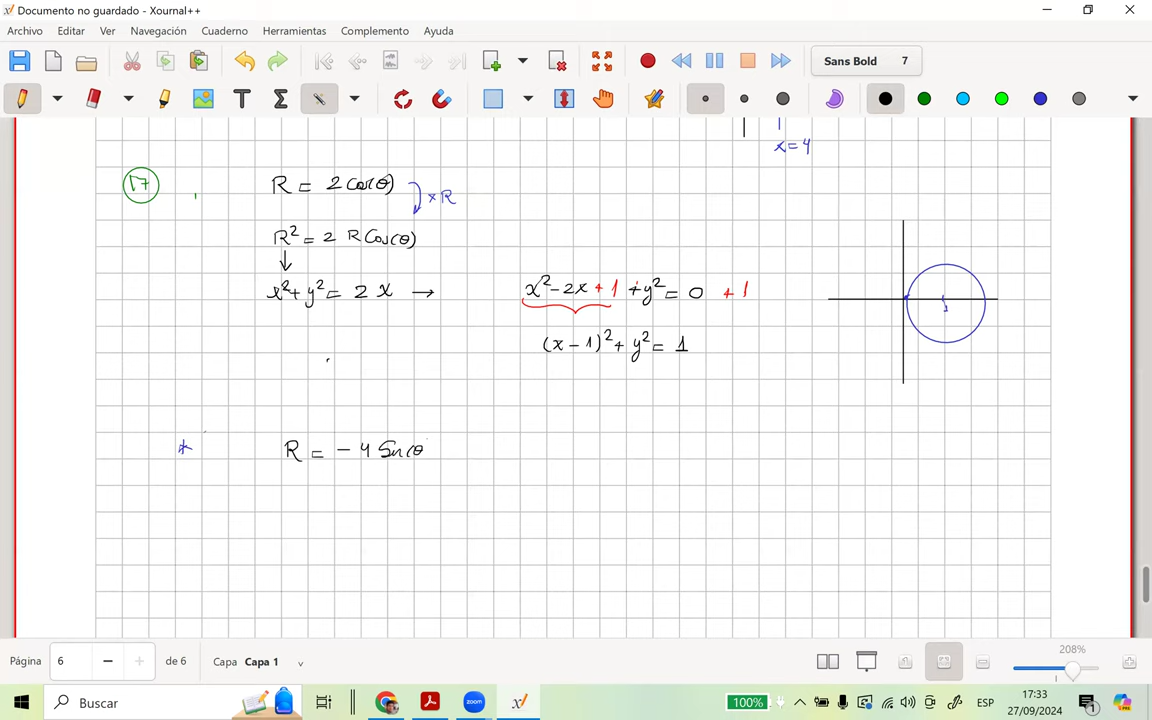 Documento no guardado - Xournal++
Archivo Editar Ver Navegación Cuaderno Herramientas Complemento Ayuda
Sans Bold 7
x=4
17
R = 2 Cos(θ)
× R
R² = 2 R Cos(θ)
x² + y² = 2 x →
x² - 2x + 1 + y² = 0 + 1
(x - 1)² + y² = 1
1
* R = - 4 Sen(θ
Página 6 de 6 Capa Capa 1
208%
Buscar
100%
ESP
17:33
27/09/2024